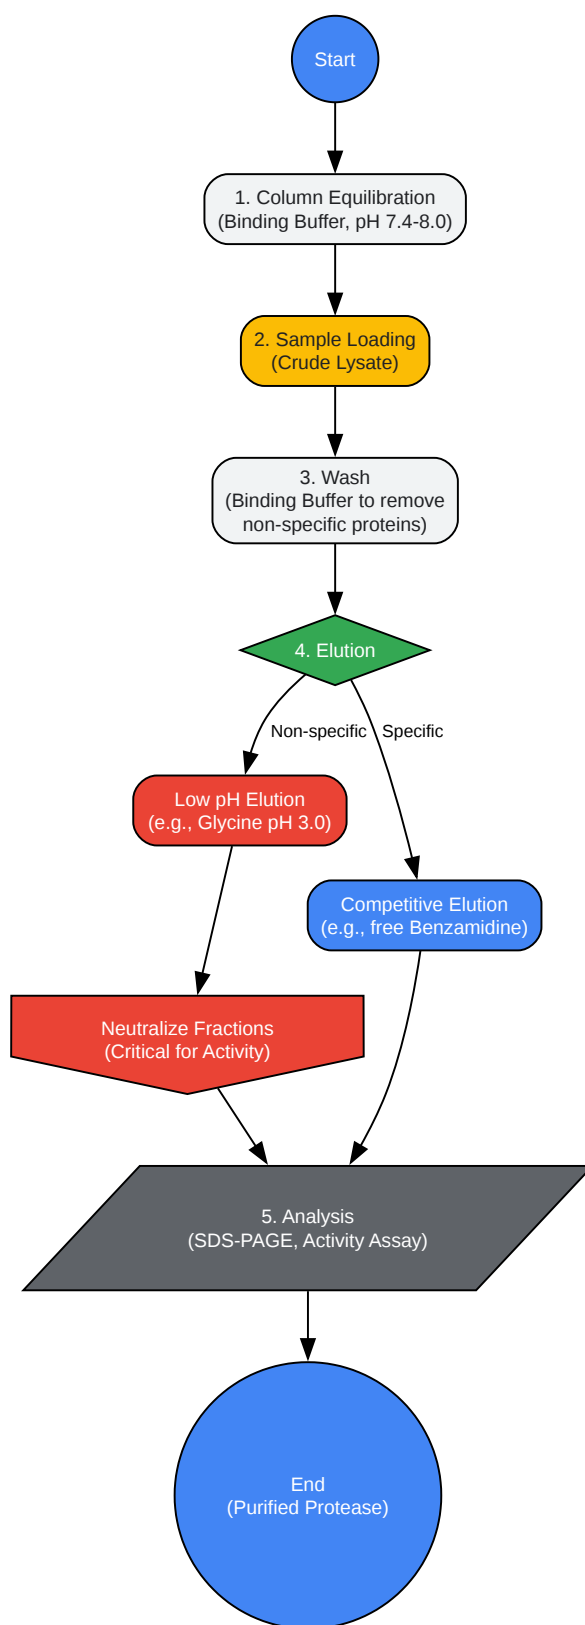 Start
1. Column Equilibration
(Binding Buffer, pH 7.4-8.0)
2. Sample Loading
(Crude Lysate)
3. Wash
(Binding Buffer to remove
non-specific proteins)
4. Elution
Non-specific
Specific
Low pH Elution
(e.g., Glycine pH 3.0)
Competitive Elution
(e.g., free Benzamidine)
Neutralize Fractions
(Critical for Activity)
5. Analysis
(SDS-PAGE, Activity Assay)
End
(Purified Protease)